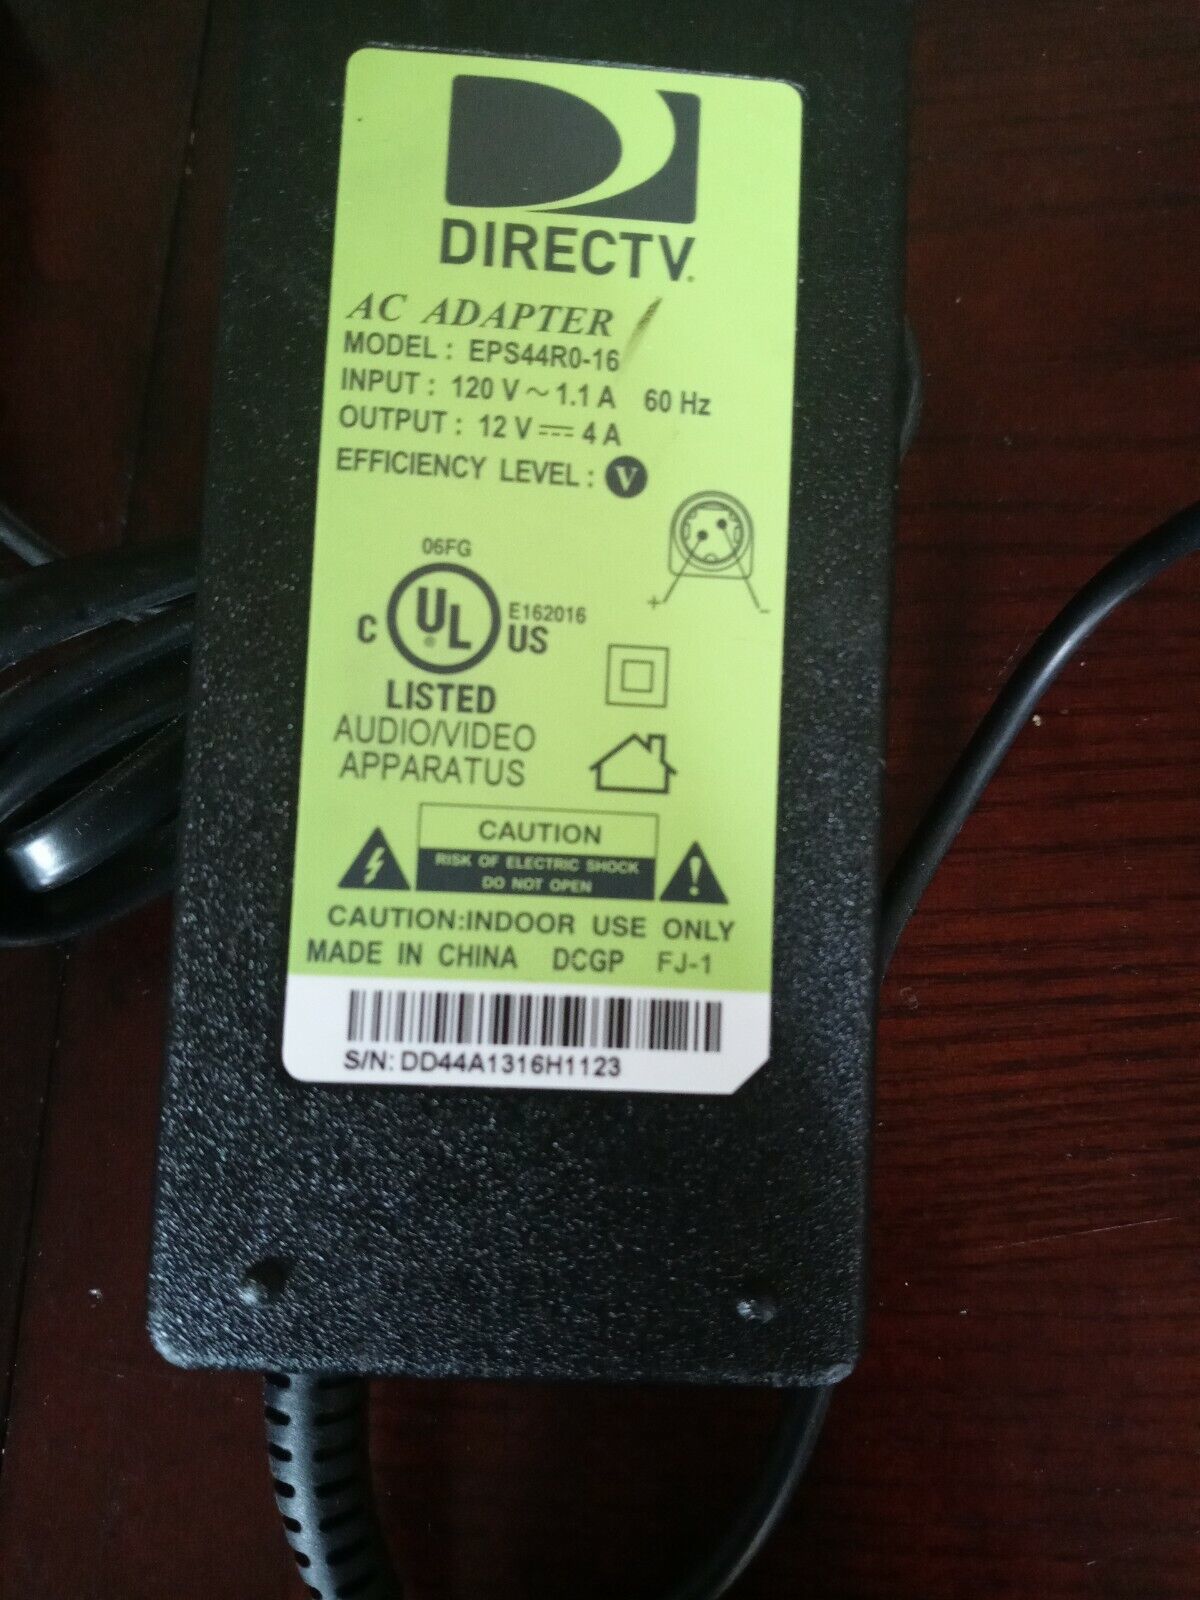 DIRECTV.
AC ADAPTER
MODEL : EPS44R0-16
INPUT : 120 V ~ 1.1 A 60 Hz
OUTPUT : 12 V ⎓ 4 A
EFFICIENCY LEVEL : V
+ -
06FG
C UL ® US
E162016
LISTED
AUDIO/VIDEO
APPARATUS
CAUTION
RISK OF ELECTRIC SHOCK
DO NOT OPEN
!
CAUTION:INDOOR USE ONLY
MADE IN CHINA DCGP FJ-1
S/N: DD44A1316H1123